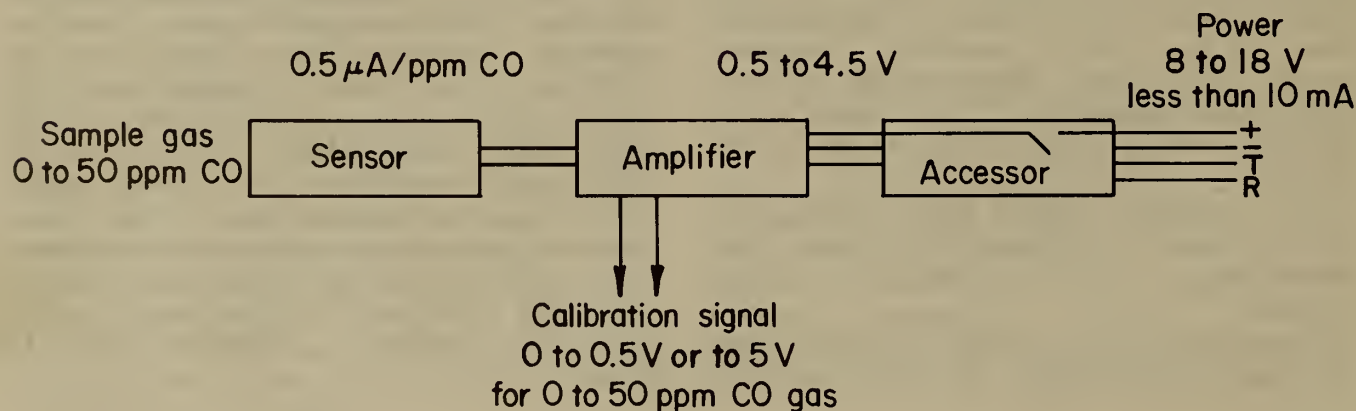 0.5 μA/ppm CO
0.5 to 4.5 V
Power
8 to 18 V
less than 10 mA
Sample gas
0 to 50 ppm CO
Sensor
Amplifier
Accessor
+
−
T
R
Calibration signal
0 to 0.5 V or to 5 V
for 0 to 50 ppm CO gas